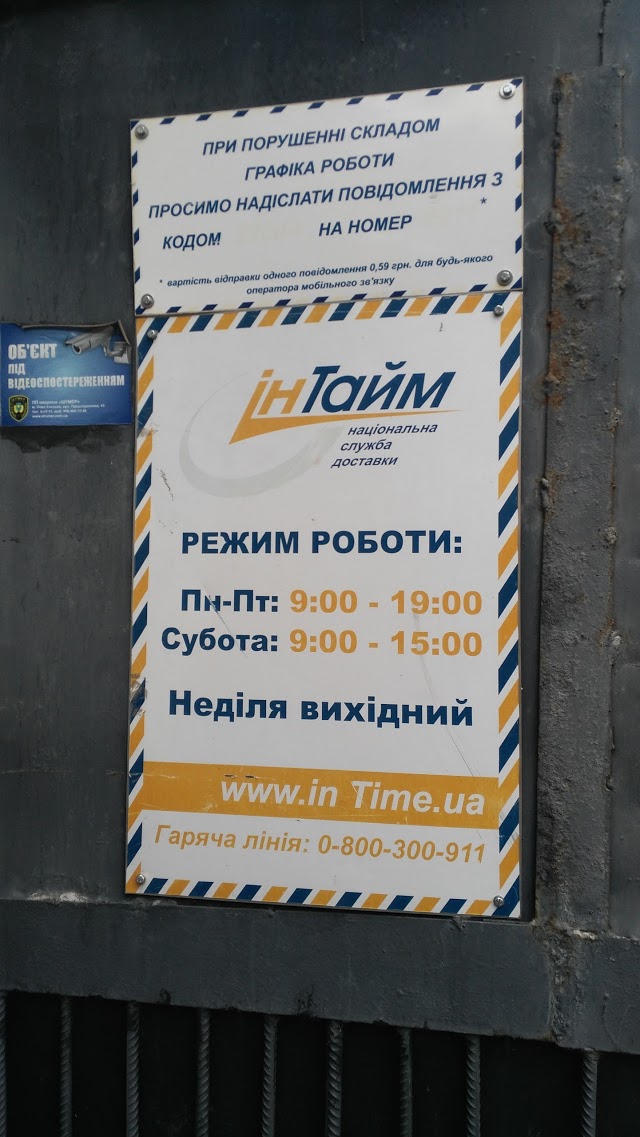 ПРИ ПОРУШЕННІ СКЛАДОМ
ГРАФІКА РОБОТИ
ПРОСИМО НАДІСЛАТИ ПОВІДОМЛЕННЯ З
КОДОМ НА НОМЕР *
* вартість відправки одного повідомлення 0,59 грн. для будь-якого
оператора мобільного зв'язку
ОБ'ЄКТ
ПІД
ВІДЕОСПОСТЕРЕЖЕННЯМ
інТайм
національна
служба
доставки
РЕЖИМ РОБОТИ:
Пн-Пт: 9:00 - 19:00
Субота: 9:00 - 15:00
Неділя вихідний
www.in Time.ua
Гаряча лінія: 0-800-300-911